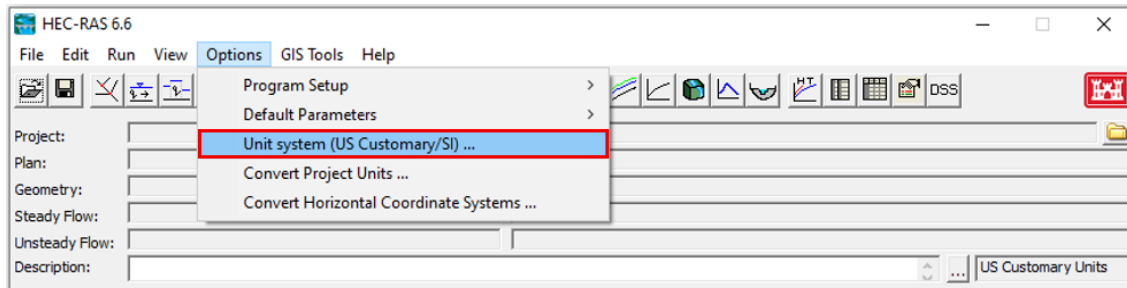 HEC-RAS 6.6
File Edit Run View Options GIS Tools Help
Program Setup
Default Parameters
Unit system (US Customary/SI) ...
Convert Project Units ...
Convert Horizontal Coordinate Systems ...
HT
DSS
Project:
Plan:
Geometry:
Steady Flow:
Unsteady Flow:
Description:
...
US Customary Units